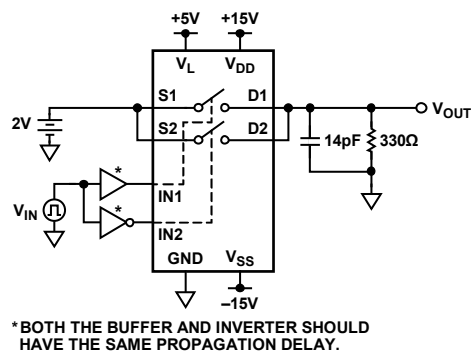 +5V
+15V
VL
VDD
S1
D1
VOUT
S2
D2
2V
14pF
330Ω
*
IN1
VIN
*
IN2
GND
VSS
–15V
*BOTH THE BUFFER AND INVERTER SHOULD
HAVE THE SAME PROPAGATION DELAY.